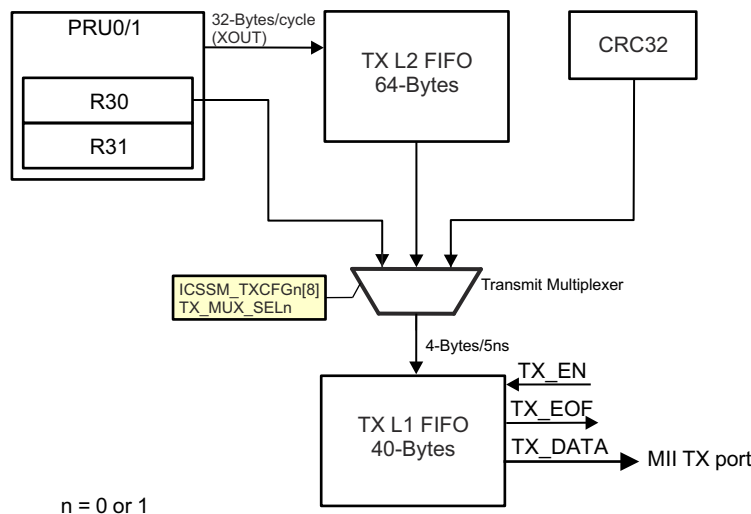 PRU0/1
32-Bytes/cycle
(XOUT)
TX L2 FIFO
64-Bytes
CRC32
R30
R31
ICSSM_TXCFGn[8]
TX_MUX_SELn
Transmit Multiplexer
4-Bytes/5ns
TX L1 FIFO
40-Bytes
TX_EN
TX_EOF
TX_DATA
MII TX port
n = 0 or 1